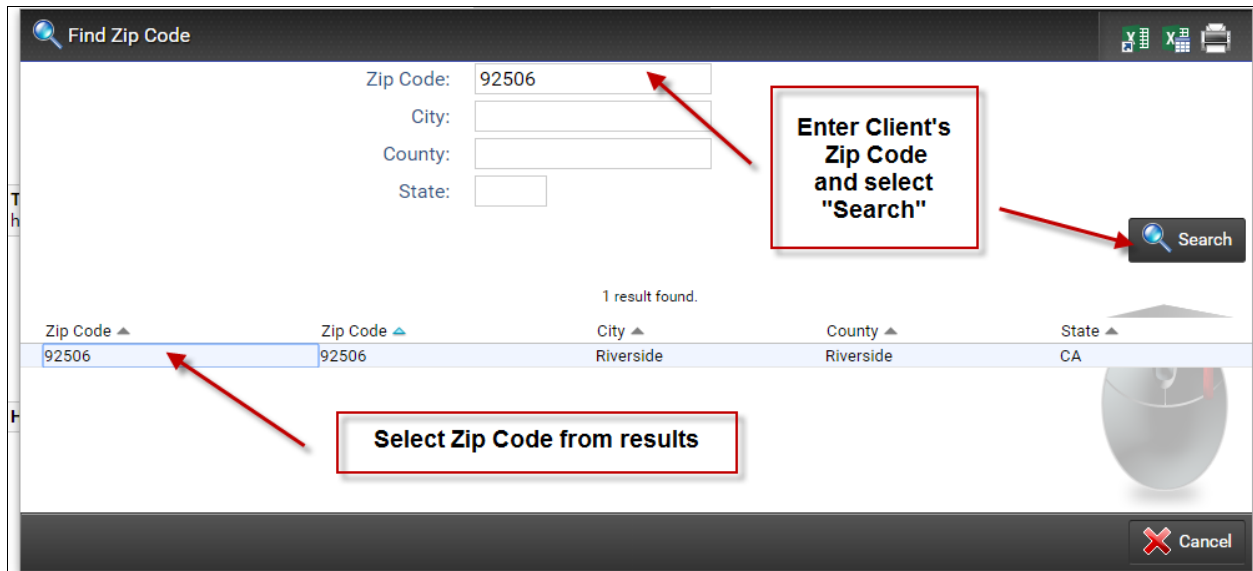 Find Zip Code
Zip Code: 92506
City:
County:
State:
Enter Client's
Zip Code
and select
"Search"
Search
1 result found.
Zip Code Zip Code City County State
92506 92506 Riverside Riverside CA
Select Zip Code from results
Cancel
T
h
H